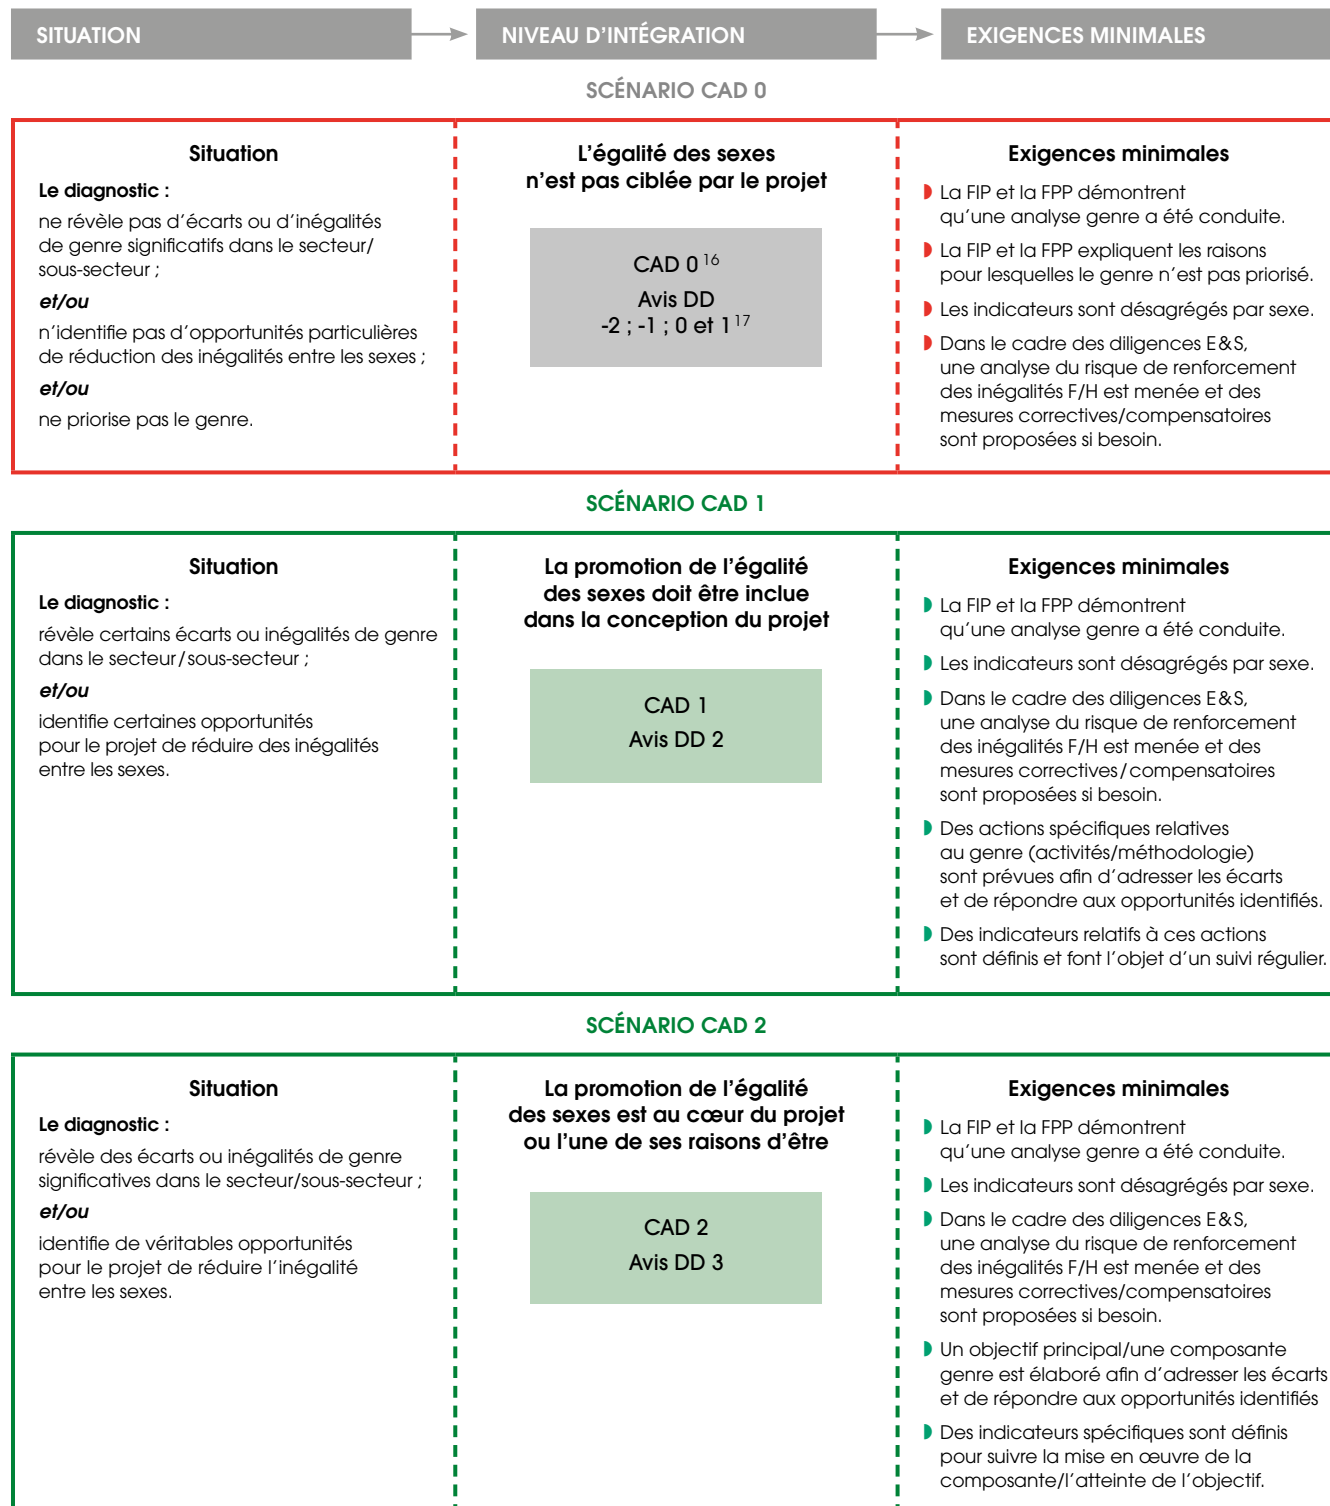 SITUATION
NIVEAU D'INTÉGRATION
EXIGENCES MINIMALES
SCÉNARIO CAD 0
Situation
Le diagnostic :
ne révèle pas d'écarts ou d'inégalités
de genre significatifs dans le secteur/
sous-secteur ;
et/ou
n'identifie pas d'opportunités particulières
de réduction des inégalités entre les sexes ;
et/ou
ne priorise pas le genre.
L'égalité des sexes
n'est pas ciblée par le projet
CAD 0 16
Avis DD
-2 ; -1 ; 0 et 1 17
Exigences minimales
La FIP et la FPP démontrent
qu'une analyse genre a été conduite.
La FIP et la FPP expliquent les raisons
pour lesquelles le genre n'est pas priorisé.
Les indicateurs sont désagrégés par sexe.
Dans le cadre des diligences E&S,
une analyse du risque de renforcement
des inégalités F/H est menée et des
mesures correctives/compensatoires
sont proposées si besoin.
SCÉNARIO CAD 1
Situation
Le diagnostic :
révèle certains écarts ou inégalités de genre
dans le secteur/sous-secteur ;
et/ou
identifie certaines opportunités
pour le projet de réduire des inégalités
entre les sexes.
La promotion de l'égalité
des sexes doit être inclue
dans la conception du projet
CAD 1
Avis DD 2
Exigences minimales
La FIP et la FPP démontrent
qu'une analyse genre a été conduite.
Les indicateurs sont désagrégés par sexe.
Dans le cadre des diligences E&S,
une analyse du risque de renforcement
des inégalités F/H est menée et des
mesures correctives/compensatoires
sont proposées si besoin.
Des actions spécifiques relatives
au genre (activités/méthodologie)
sont prévues afin d'adresser les écarts
et de répondre aux opportunités identifiés.
Des indicateurs relatifs à ces actions
sont définis et font l'objet d'un suivi régulier.
SCÉNARIO CAD 2
Situation
Le diagnostic :
révèle des écarts ou inégalités de genre
significatives dans le secteur/sous-secteur ;
et/ou
identifie de véritables opportunités
pour le projet de réduire l'inégalité
entre les sexes.
La promotion de l'égalité
des sexes est au cœur du projet
ou l'une de ses raisons d'être
CAD 2
Avis DD 3
Exigences minimales
La FIP et la FPP démontrent
qu'une analyse genre a été conduite.
Les indicateurs sont désagrégés par sexe.
Dans le cadre des diligences E&S,
une analyse du risque de renforcement
des inégalités F/H est menée et des
mesures correctives/compensatoires
sont proposées si besoin.
Un objectif principal/une composante
genre est élaboré afin d'adresser les écarts
et de répondre aux opportunités identifiés
Des indicateurs spécifiques sont définis
pour suivre la mise en œuvre de la
composante/l'atteinte de l'objectif.